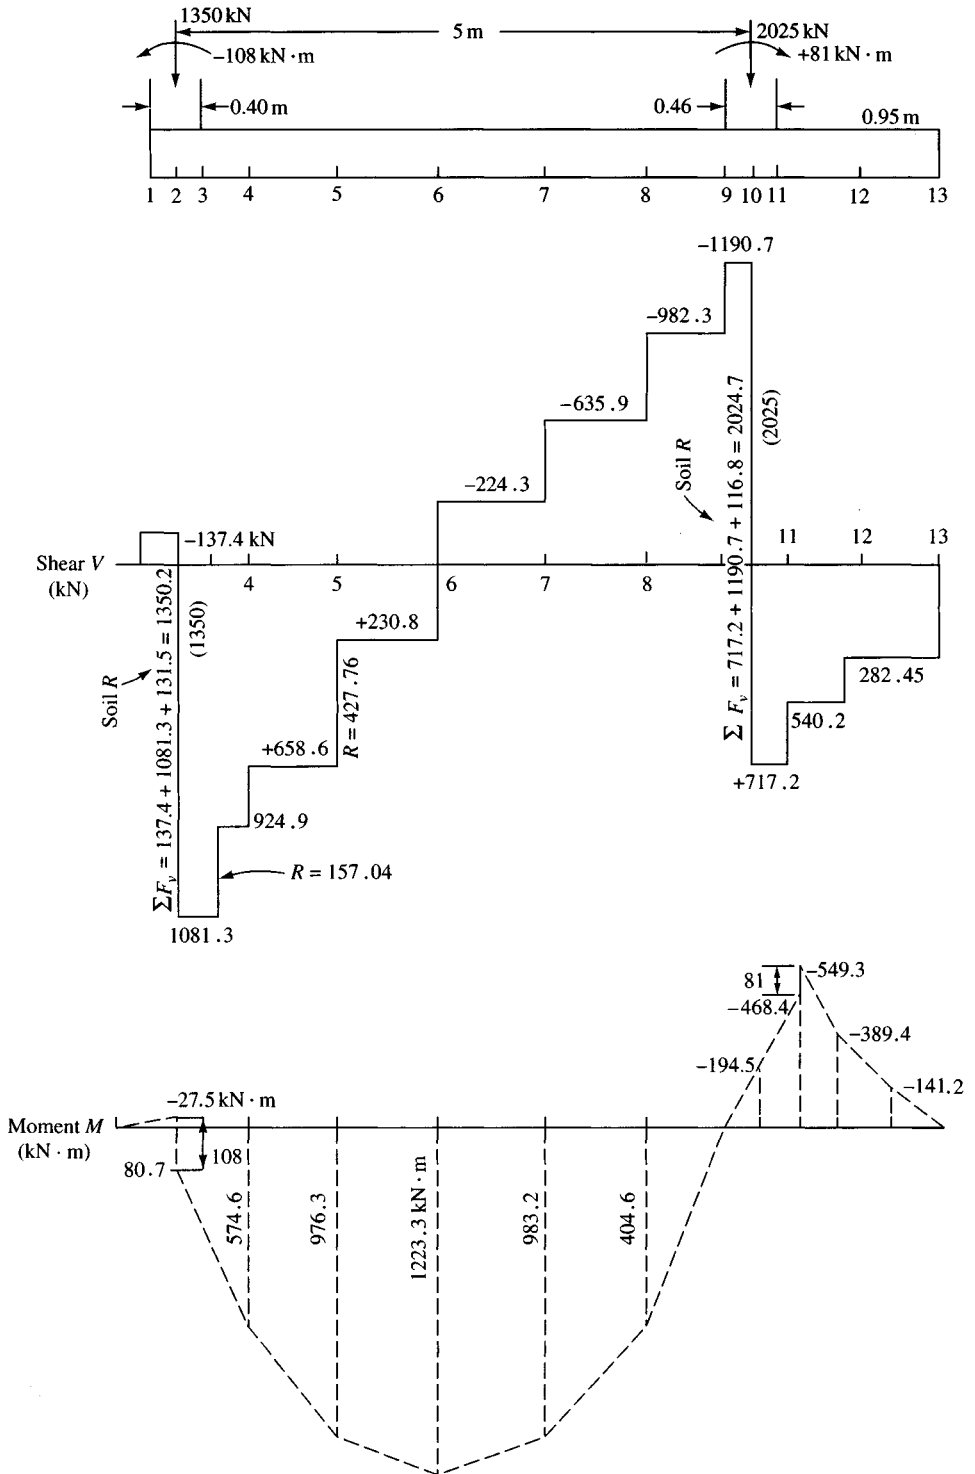 1350 kN
5 m
2025 kN
−108 kN · m
+81 kN · m
0.40 m
0.46
0.95 m
1 2 3 4 5 6 7 8 9 10 11 12 13
−1190.7
−982.3
−635.9
−224.3
−137.4 kN
Shear V
(kN)
4 5 6 7 8 11 12 13
Soil R
∑F_v = 137.4 + 1081.3 + 131.5 = 1350.2
(1350)
+230.8
R = 427.76
+658.6
924.9
R = 157.04
1081.3
Soil R
∑ F_v = 717.2 + 1190.7 + 116.8 = 2024.7
(2025)
282.45
540.2
+717.2
81
−549.3
−468.4
−389.4
−194.5
−141.2
−27.5 kN · m
Moment M
(kN · m)
80.7
108
574.6
976.3
1223.3 kN · m
983.2
404.6